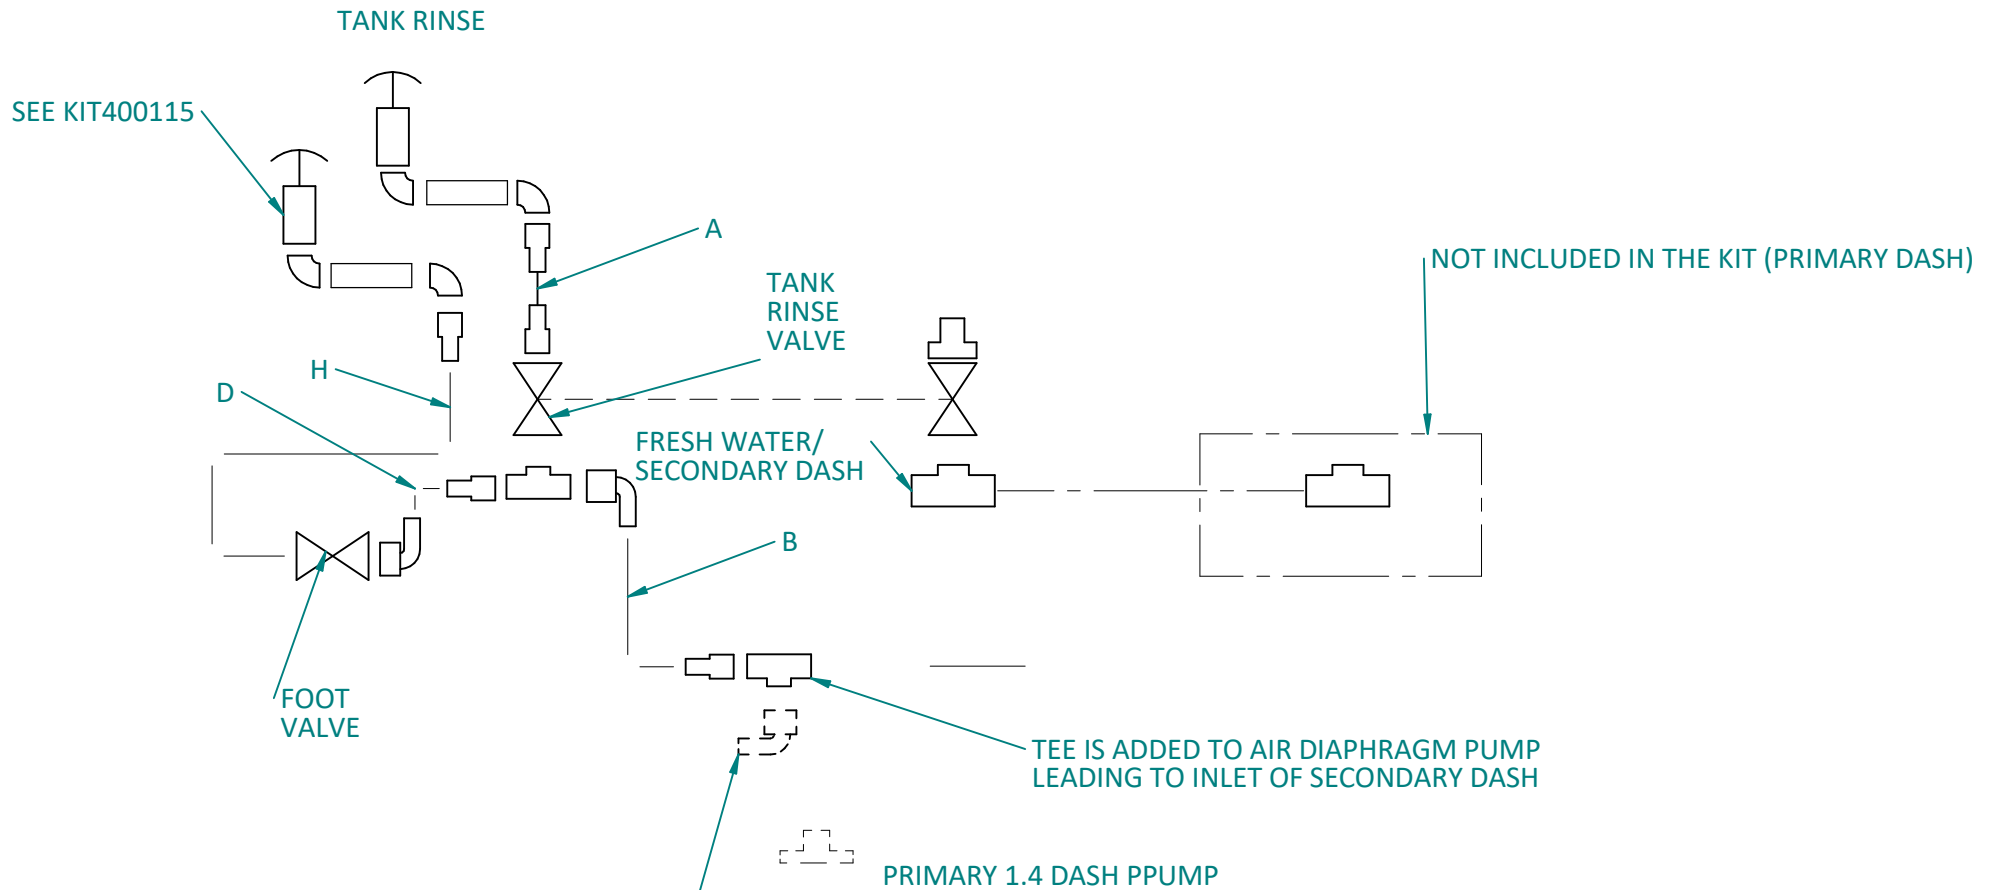 TANK RINSE
SEE KIT400115
A
NOT INCLUDED IN THE KIT (PRIMARY DASH)
TANK
RINSE
VALVE
H
D
FRESH WATER/
SECONDARY DASH
B
FOOT
VALVE
TEE IS ADDED TO AIR DIAPHRAGM PUMP
LEADING TO INLET OF SECONDARY DASH
PRIMARY 1.4 DASH PPUMP